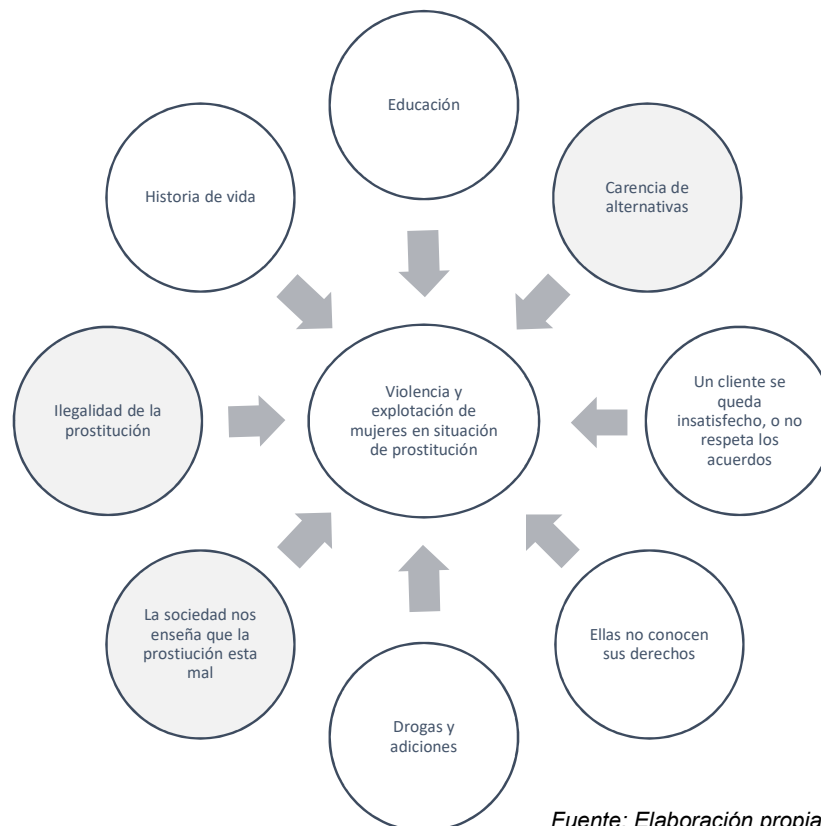 Educación
Historia de vida
Carencia de
alternativas
Ilegalidad de la
prostitución
Violencia y
explotación de
mujeres en situación
de prostitución
Un cliente se
queda
insatisfecho, o no
respeta los
acuerdos
La sociedad nos
enseña que la
prostiución esta
mal
Ellas no conocen
sus derechos
Drogas y
adiciones
Fuente: Elaboración propia